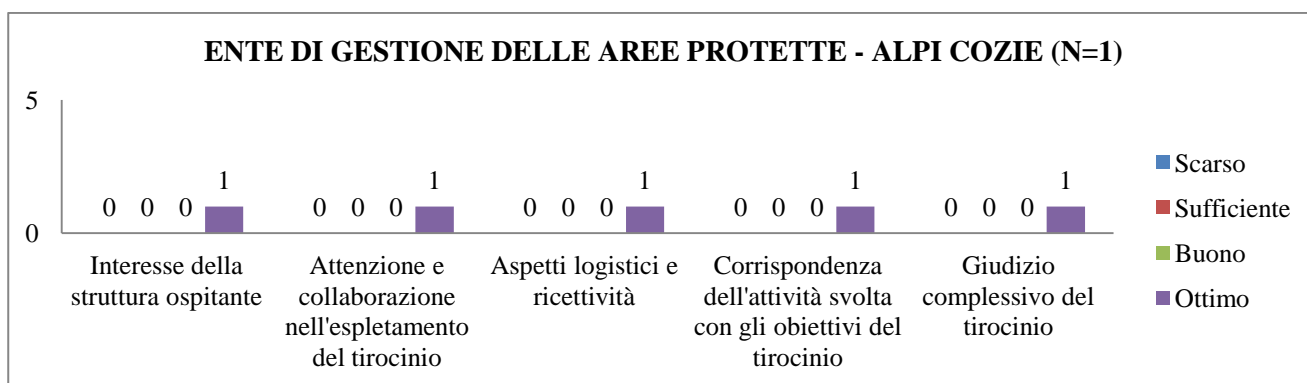 ENTE DI GESTIONE DELLE AREE PROTETTE - ALPI COZIE (N=1)
5
0
0 0 0 1
0 0 0 1
0 0 0 1
0 0 0 1
0 0 0 1
Interesse della
struttura ospitante
Attenzione e
collaborazione
nell'espletamento
del tirocinio
Aspetti logistici e
ricettività
Corrispondenza
dell'attività svolta
con gli obiettivi del
tirocinio
Giudizio
complessivo del
tirocinio
Scarso
Sufficiente
Buono
Ottimo